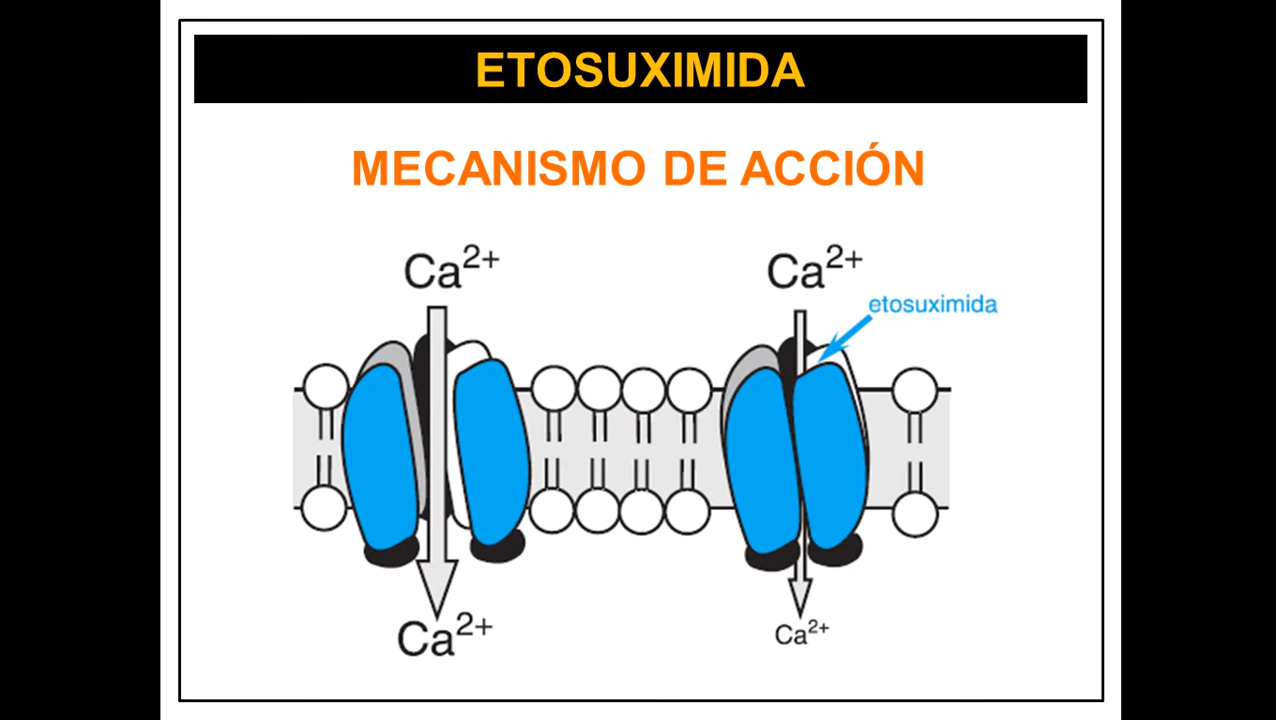 ETOSUXIMIDA
MECANISMO DE ACCIÓN
Ca²⁺
Ca²⁺
etosuximida
Ca²⁺
Ca²⁺